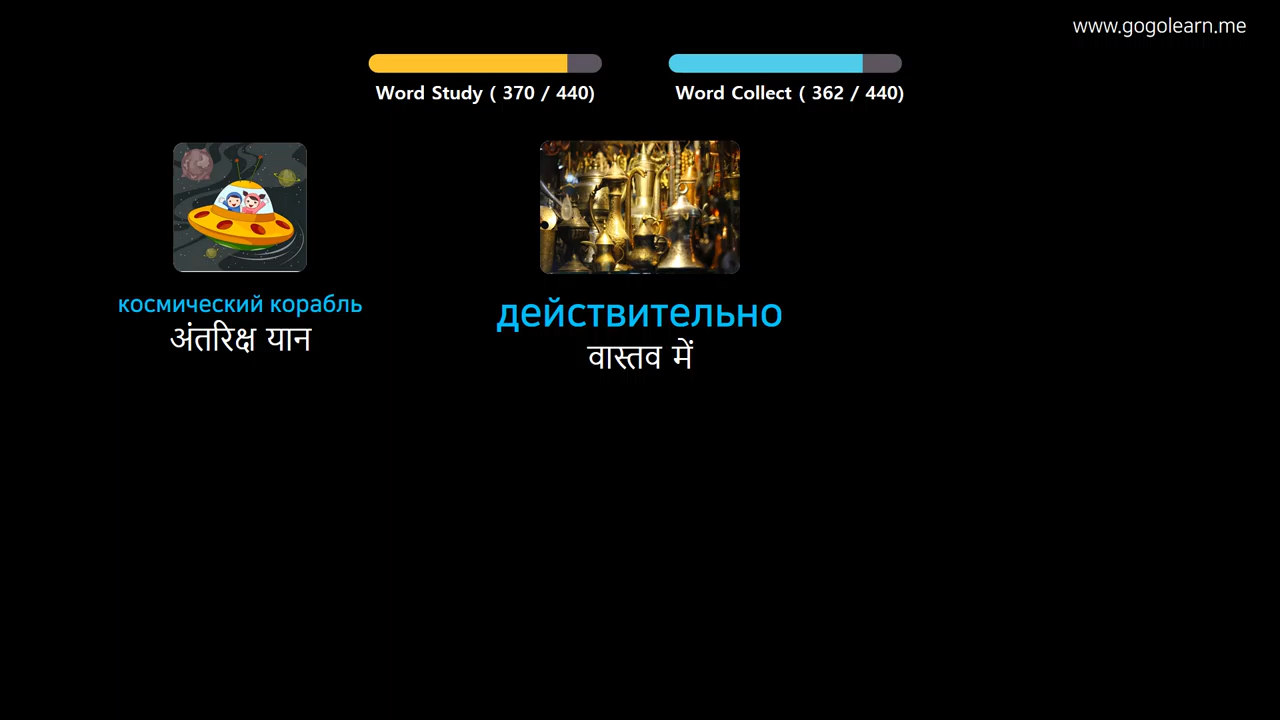 www.gogolearn.me
Word Study ( 370 / 440)
Word Collect ( 362 / 440)
космический корабль
अंतरिक्ष यान
действительно
वास्तव में